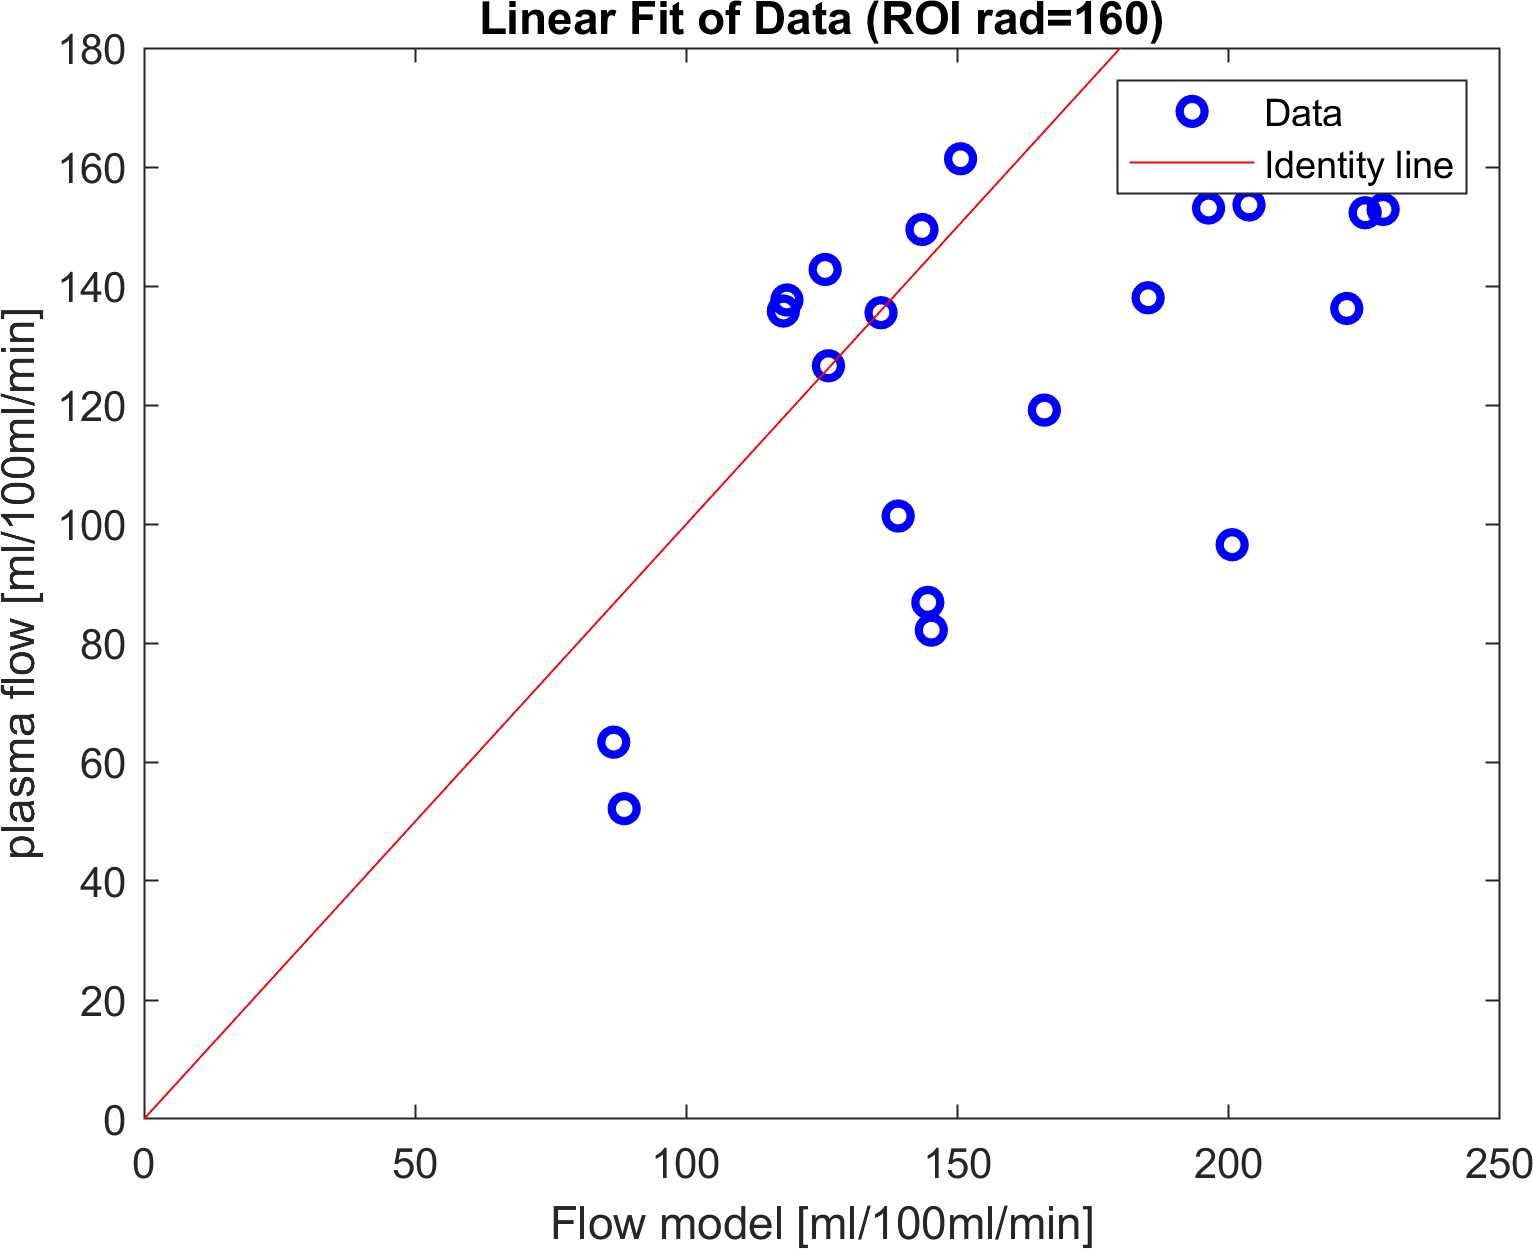 Linear Fit of Data (ROI rad=160)
180
160
140
120
100
80
60
40
20
0
plasma flow [ml/100ml/min]
Data
Identity line
0 50 100 150 200 250
Flow model [ml/100ml/min]